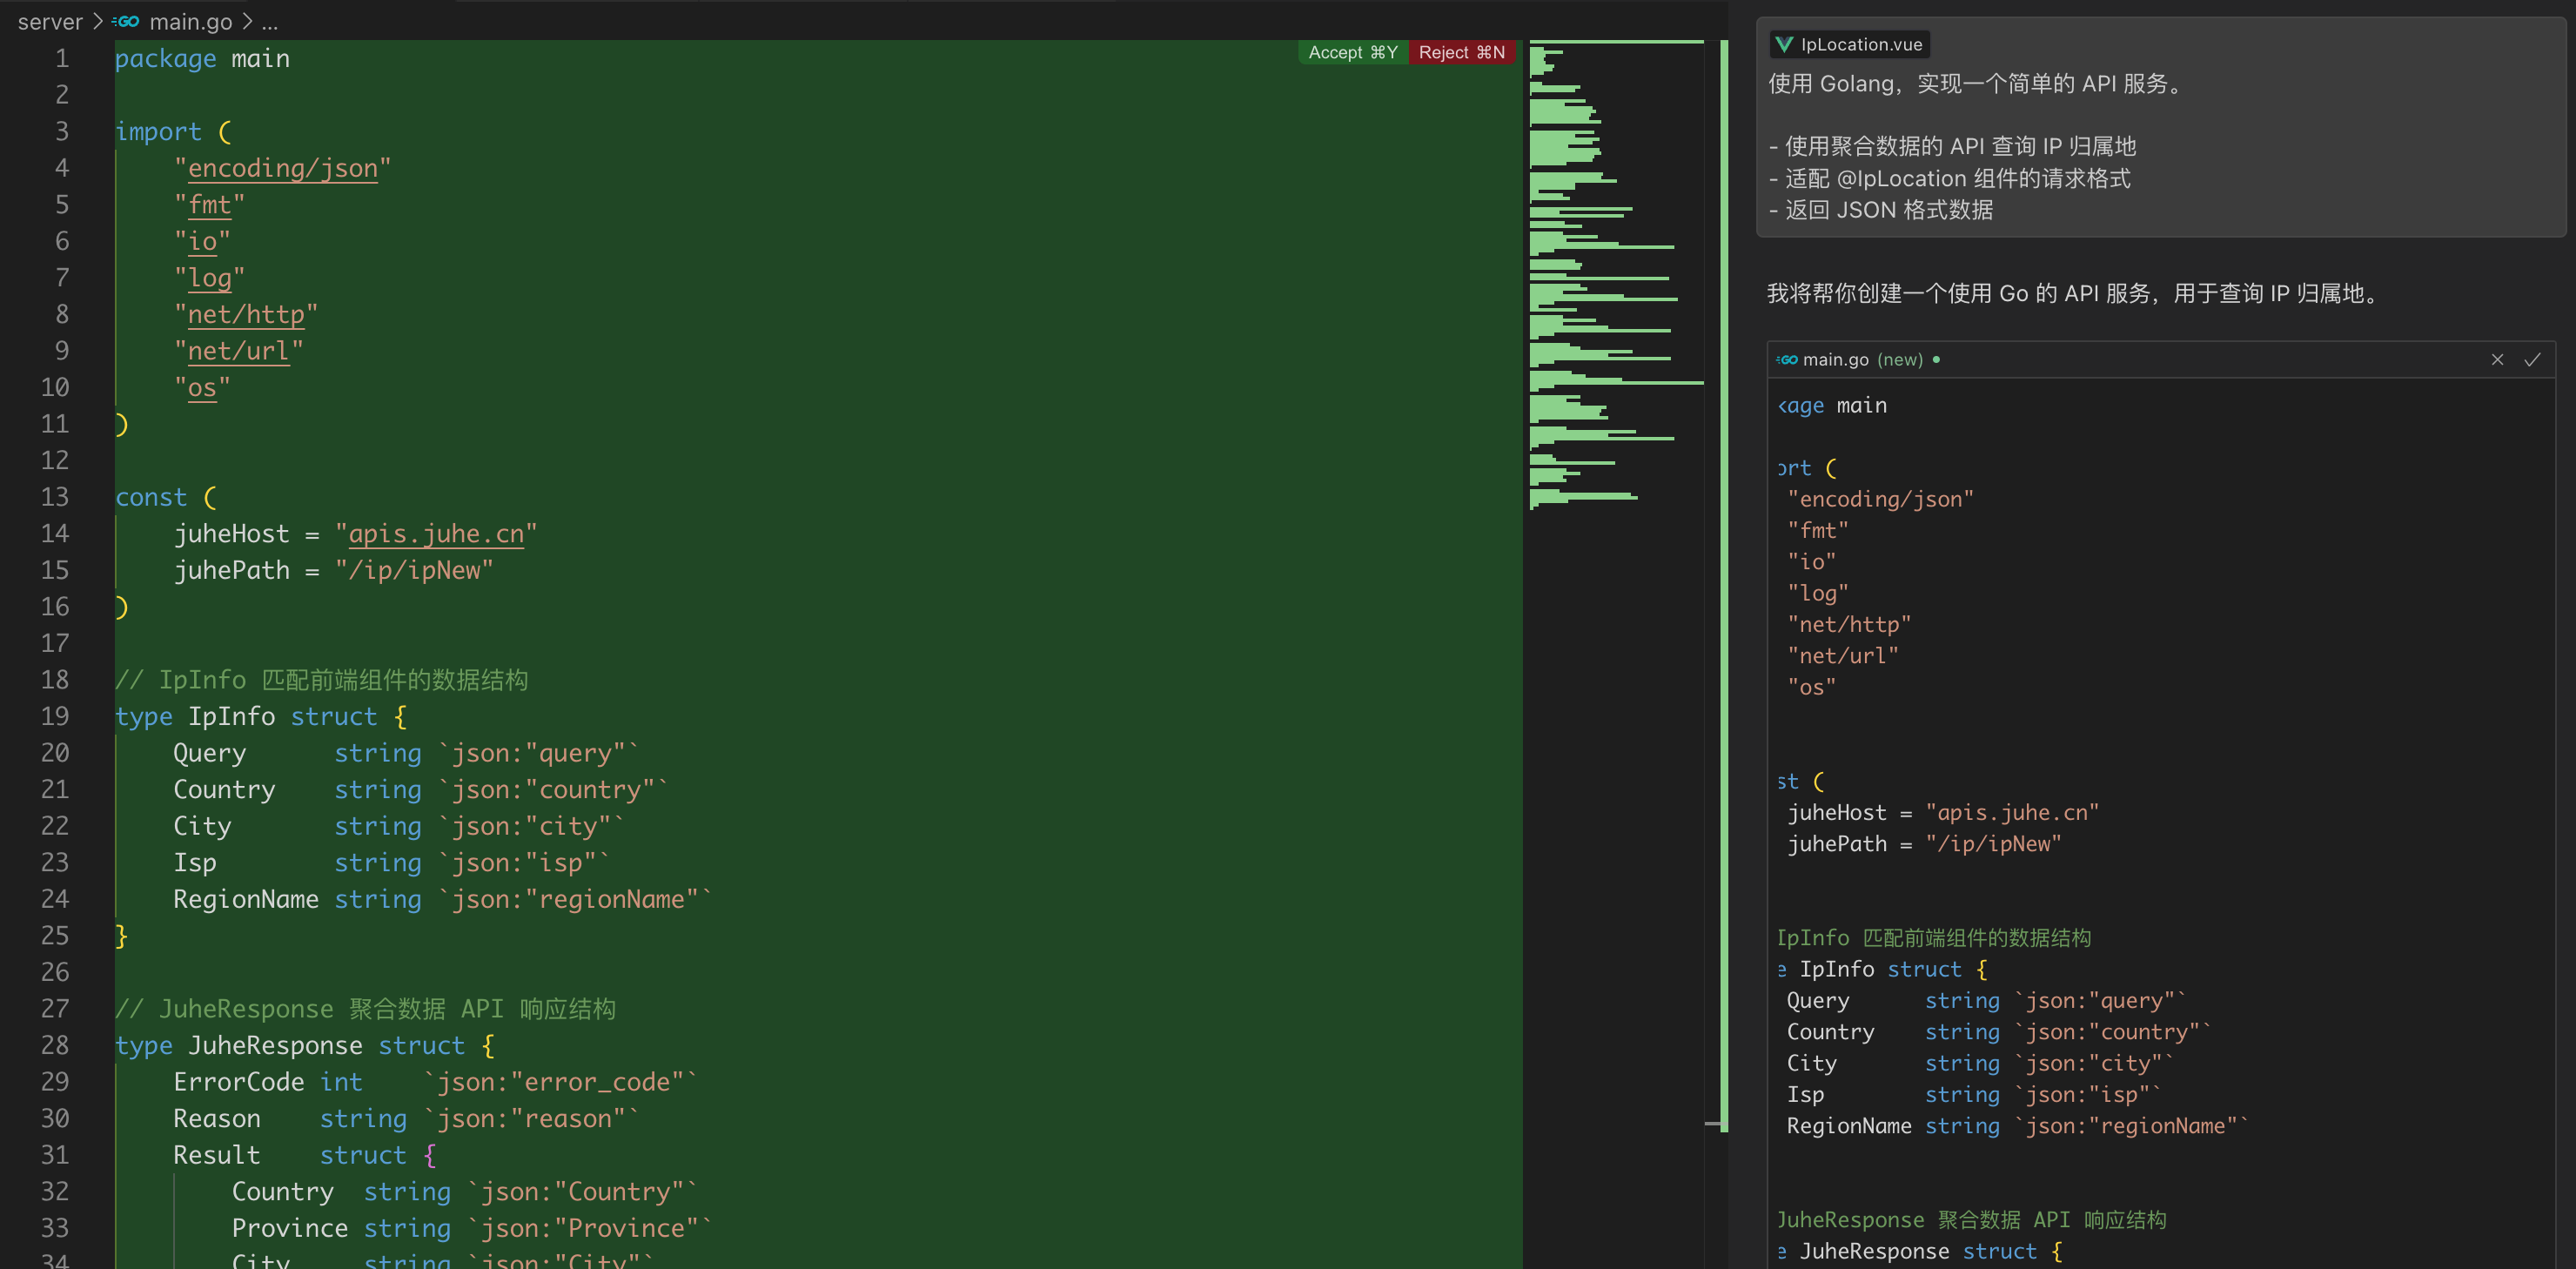 server > GO main.go > ...
Accept ⌘Y Reject ⌘N
1 package main
2
3 import (
4 "encoding/json"
5 "fmt"
6 "io"
7 "log"
8 "net/http"
9 "net/url"
10 "os"
11 )
12
13 const (
14 juheHost = "apis.juhe.cn"
15 juhePath = "/ip/ipNew"
16 )
17
18 // IpInfo 匹配前端组件的数据结构
19 type IpInfo struct {
20 Query string `json:"query"`
21 Country string `json:"country"`
22 City string `json:"city"`
23 Isp string `json:"isp"`
24 RegionName string `json:"regionName"`
25 }
26
27 // JuheResponse 聚合数据 API 响应结构
28 type JuheResponse struct {
29 ErrorCode int `json:"error_code"`
30 Reason string `json:"reason"`
31 Result struct {
32 Country string `json:"Country"`
33 Province string `json:"Province"`
34 City string `json:"City"`
IpLocation.vue
使用 Golang，实现一个简单的 API 服务。
- 使用聚合数据的 API 查询 IP 归属地
- 适配 @IpLocation 组件的请求格式
- 返回 JSON 格式数据
我将帮你创建一个使用 Go 的 API 服务，用于查询 IP 归属地。
GO main.go (new)
kage main
ort (
"encoding/json"
"fmt"
"io"
"log"
"net/http"
"net/url"
"os"
st (
juheHost = "apis.juhe.cn"
juhePath = "/ip/ipNew"
IpInfo 匹配前端组件的数据结构
e IpInfo struct {
Query string `json:"query"`
Country string `json:"country"`
City string `json:"city"`
Isp string `json:"isp"`
RegionName string `json:"regionName"`
JuheResponse 聚合数据 API 响应结构
e JuheResponse struct {